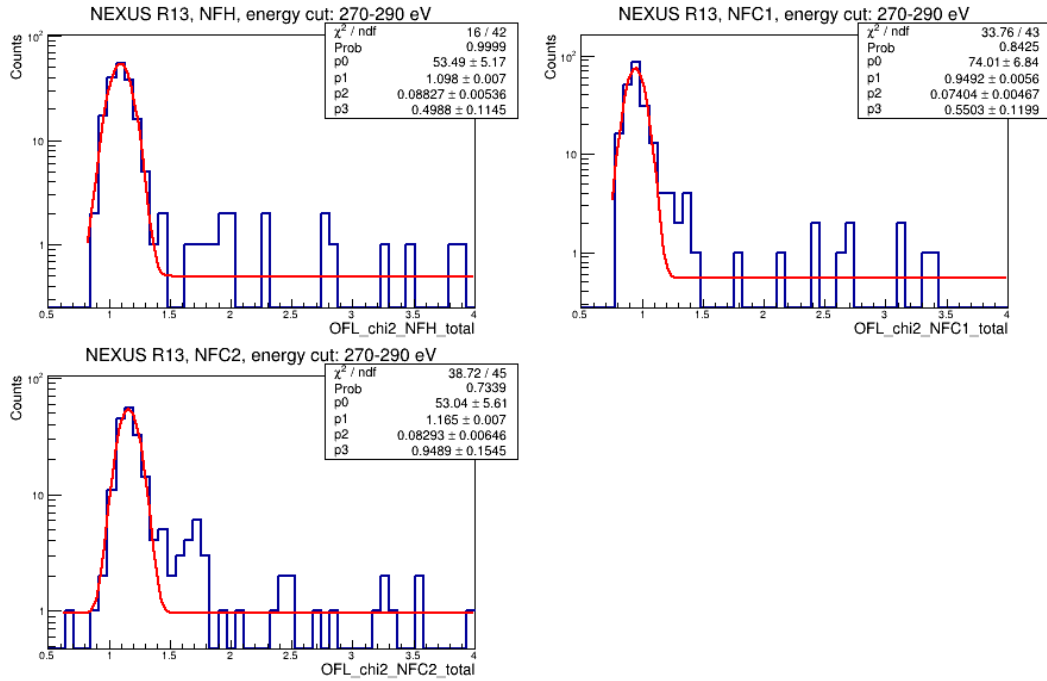 NEXUS R13, NFH, energy cut: 270-290 eV
χ² / ndf 16 / 42
Prob 0.9999
p0 53.49 ± 5.17
p1 1.098 ± 0.007
p2 0.08827 ± 0.00536
p3 0.4988 ± 0.1145
Counts
10²
10
1
0.5 1 1.5 2 2.5 3 3.5 4
OFL_chi2_NFH_total
NEXUS R13, NFC1, energy cut: 270-290 eV
χ² / ndf 33.76 / 43
Prob 0.8425
p0 74.01 ± 6.84
p1 0.9492 ± 0.0056
p2 0.07404 ± 0.00467
p3 0.5503 ± 0.1199
Counts
10²
10
1
0.5 1 1.5 2 2.5 3 3.5 4
OFL_chi2_NFC1_total
NEXUS R13, NFC2, energy cut: 270-290 eV
χ² / ndf 38.72 / 45
Prob 0.7339
p0 53.04 ± 5.61
p1 1.165 ± 0.007
p2 0.08293 ± 0.00646
p3 0.9489 ± 0.1545
Counts
10²
10
1
0.5 1 1.5 2 2.5 3 3.5 4
OFL_chi2_NFC2_total